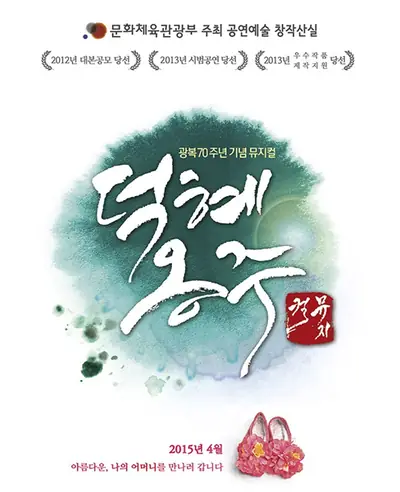 문화체육관광부 주최 공연예술 창작산실
2012년 대본공모 당선
2013년 시범공연 당선
2013년 우수작품 제작지원 당선
광복70주년 기념 뮤지컬
덕혜
옹주
뮤지컬
2015년 4월
아름다운, 나의 어머니를 만나러 갑니다